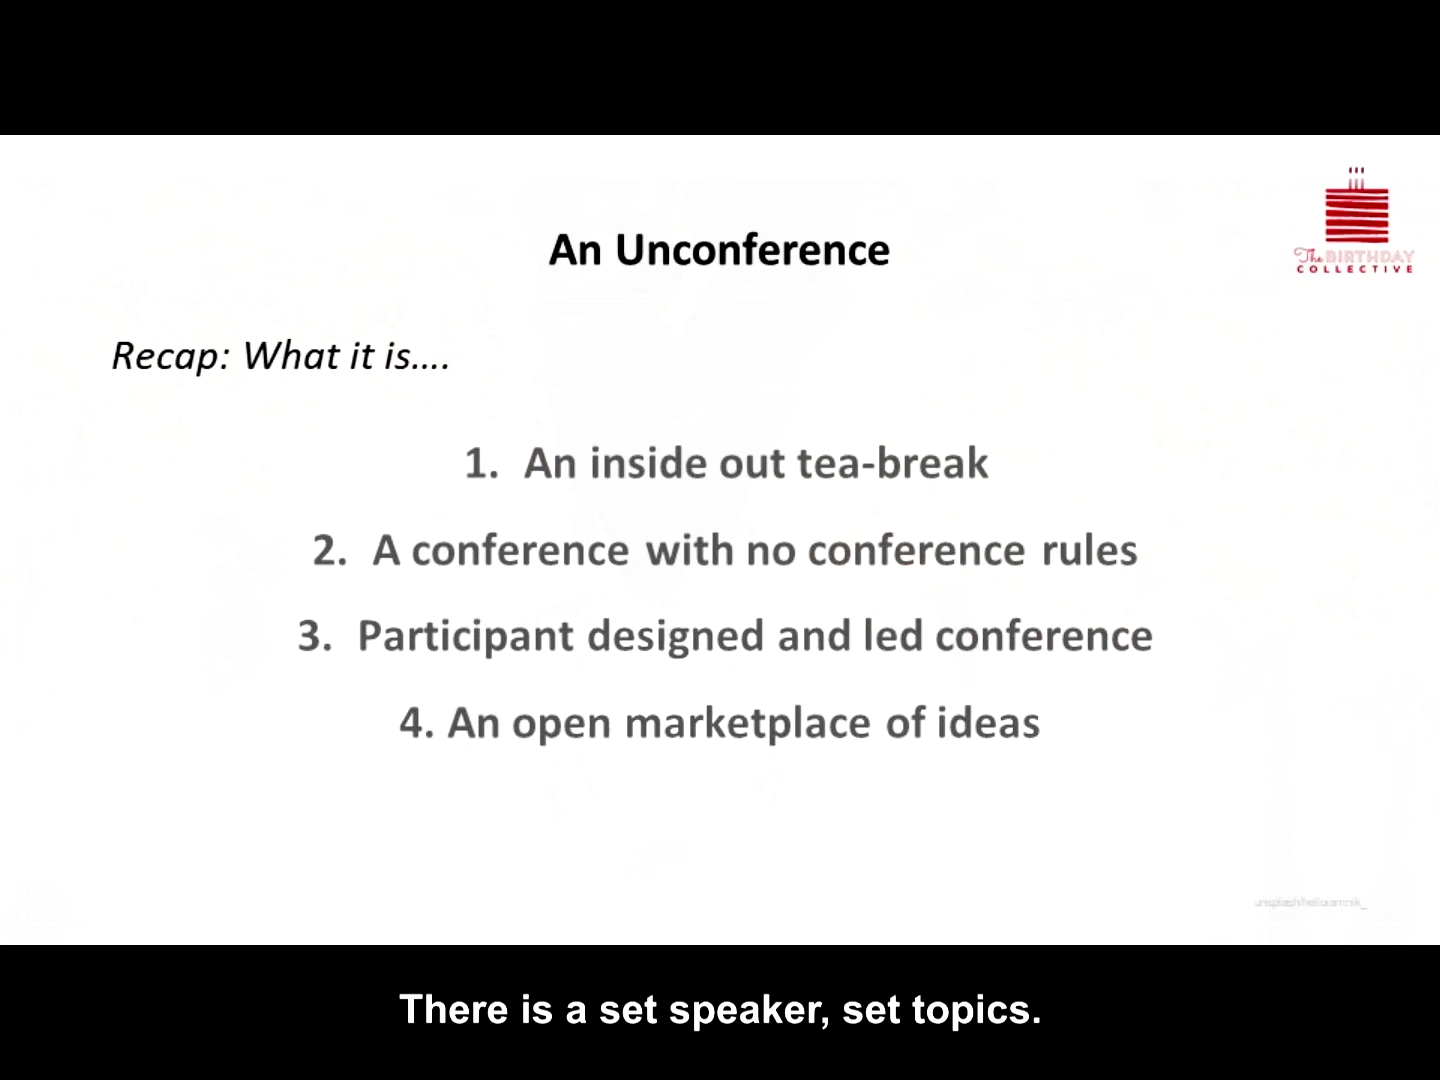 The BIRTHDAY
COLLECTIVE
An Unconference
Recap: What it is....
1. An inside out tea-break
2. A conference with no conference rules
3. Participant designed and led conference
4. An open marketplace of ideas
There is a set speaker, set topics.